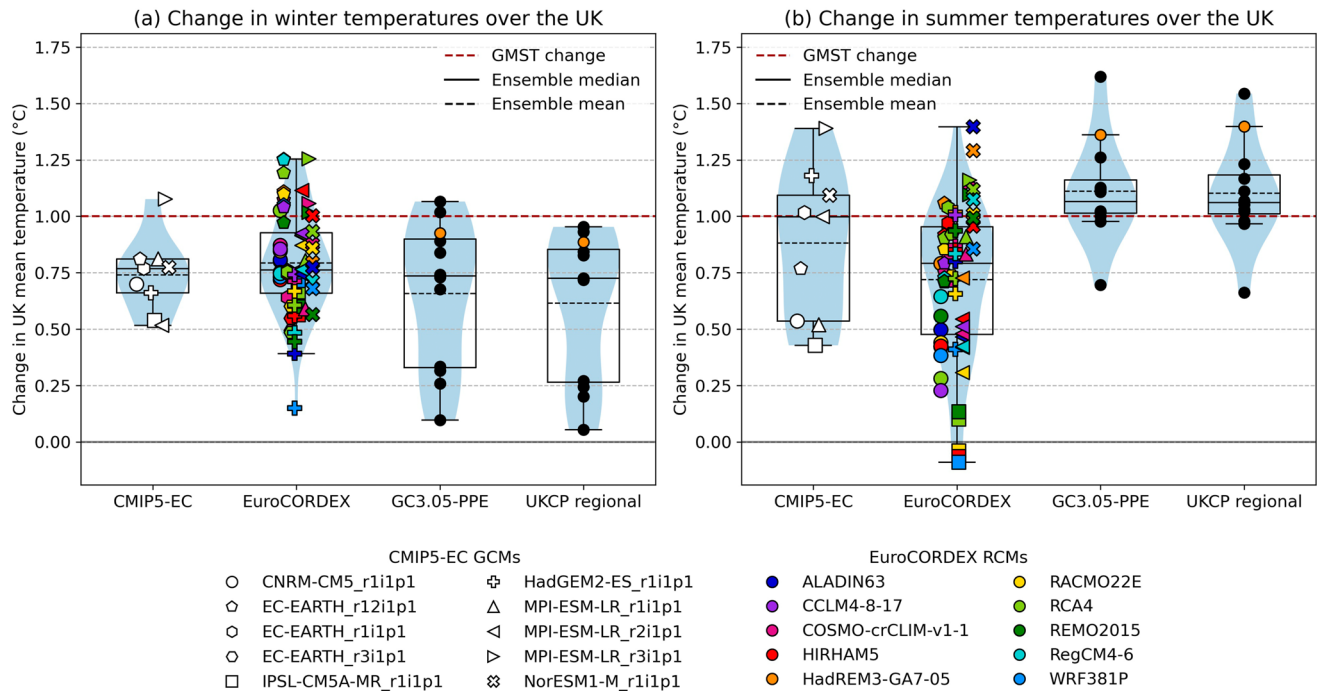 (a) Change in winter temperatures over the UK
Change in UK mean temperature (°C)
1.75
1.50
1.25
1.00
0.75
0.50
0.25
0.00
GMST change
Ensemble median
Ensemble mean
CMIP5-EC EuroCORDEX GC3.05-PPE UKCP regional
(b) Change in summer temperatures over the UK
Change in UK mean temperature (°C)
1.75
1.50
1.25
1.00
0.75
0.50
0.25
0.00
GMST change
Ensemble median
Ensemble mean
CMIP5-EC EuroCORDEX GC3.05-PPE UKCP regional
CMIP5-EC GCMs
CNRM-CM5_r1i1p1
EC-EARTH_r12i1p1
EC-EARTH_r1i1p1
EC-EARTH_r3i1p1
IPSL-CM5A-MR_r1i1p1
HadGEM2-ES_r1i1p1
MPI-ESM-LR_r1i1p1
MPI-ESM-LR_r2i1p1
MPI-ESM-LR_r3i1p1
NorESM1-M_r1i1p1
EuroCORDEX RCMs
ALADIN63
CCLM4-8-17
COSMO-crCLIM-v1-1
HIRHAM5
HadREM3-GA7-05
RACMO22E
RCA4
REMO2015
RegCM4-6
WRF381P